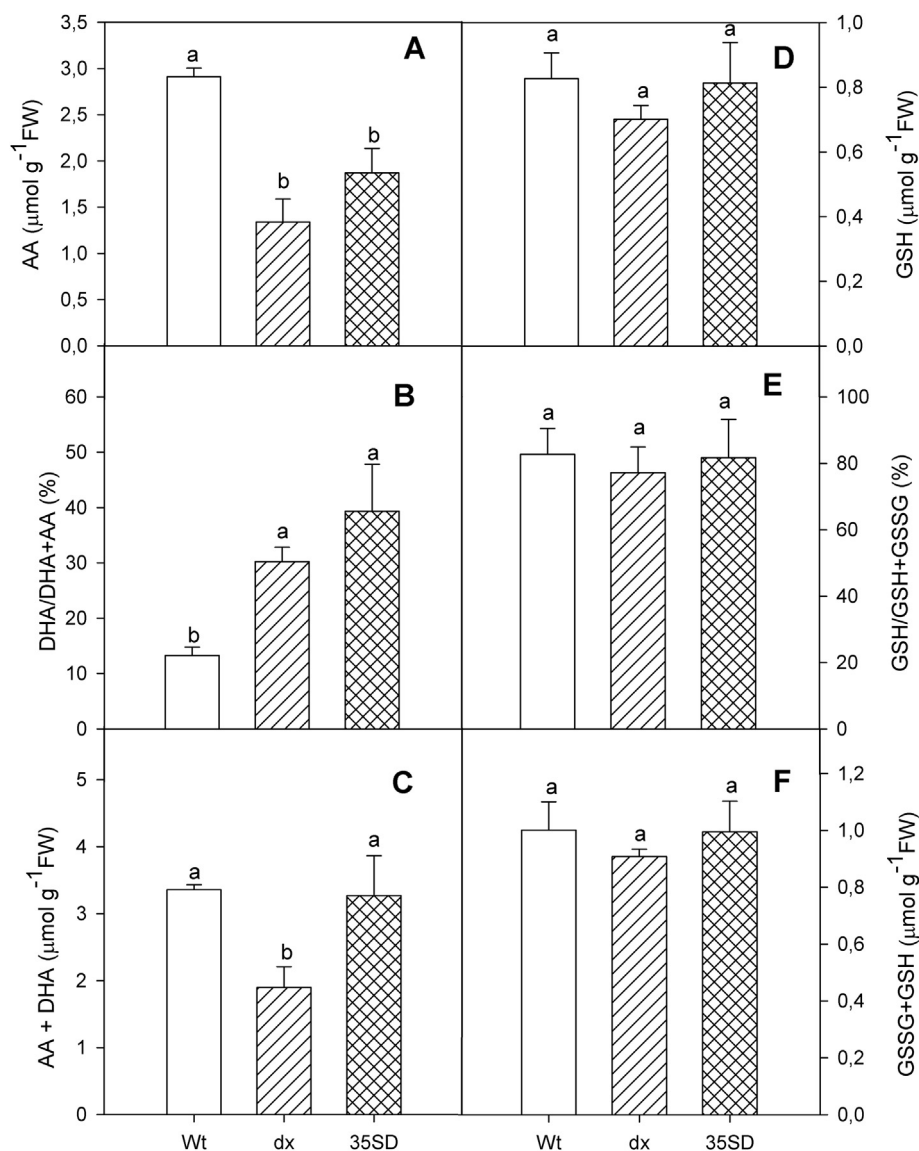 3,5
3,0
2,5
2,0
1,5
1,0
0,5
0,0
AA (μmol g⁻¹FW)
A
a
b
b
D
a
a
a
1,0
0,8
0,6
0,4
0,2
0,0
GSH (μmol g⁻¹FW)
60
50
40
30
20
10
0
DHA/DHA+AA (%)
B
b
a
a
E
a
a
a
100
80
60
40
20
0
GSH/GSH+GSSG (%)
5
4
3
2
1
0
AA + DHA (μmol g⁻¹FW)
C
a
b
a
Wt dx 35SD
F
a
a
a
Wt dx 35SD
1,2
1,0
0,8
0,6
0,4
0,2
0,0
GSSG+GSH (μmol g⁻¹FW)